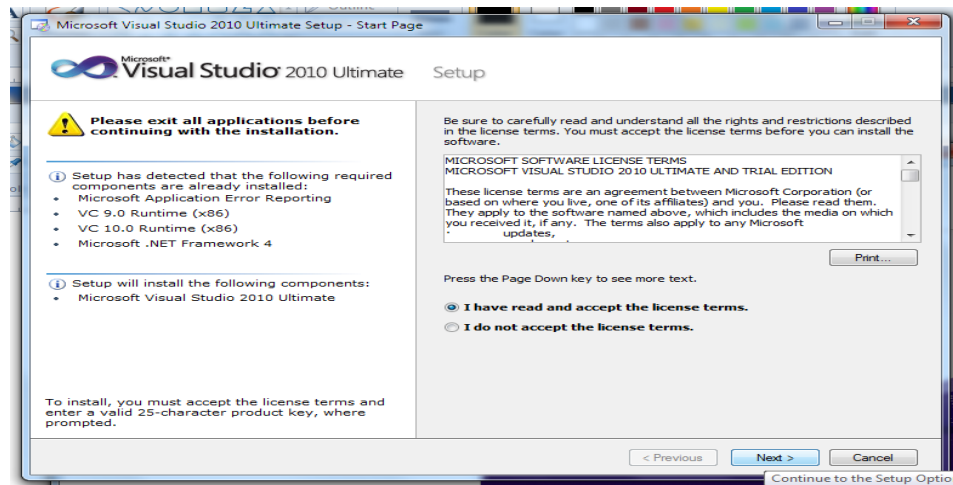 Outline
Microsoft Visual Studio 2010 Ultimate Setup - Start Page
Microsoft®
Visual Studio 2010 Ultimate Setup
Please exit all applications before
continuing with the installation.
Setup has detected that the following required
components are already installed:
• Microsoft Application Error Reporting
• VC 9.0 Runtime (x86)
• VC 10.0 Runtime (x86)
• Microsoft .NET Framework 4
Setup will install the following components:
• Microsoft Visual Studio 2010 Ultimate
To install, you must accept the license terms and
enter a valid 25-character product key, where
prompted.
Be sure to carefully read and understand all the rights and restrictions described
in the license terms. You must accept the license terms before you can install the
software.
MICROSOFT SOFTWARE LICENSE TERMS
MICROSOFT VISUAL STUDIO 2010 ULTIMATE AND TRIAL EDITION
These license terms are an agreement between Microsoft Corporation (or
based on where you live, one of its affiliates) and you. Please read them.
They apply to the software named above, which includes the media on which
you received it, if any. The terms also apply to any Microsoft
· updates,
Print...
Press the Page Down key to see more text.
I have read and accept the license terms.
I do not accept the license terms.
< Previous Next > Cancel
Continue to the Setup Optio